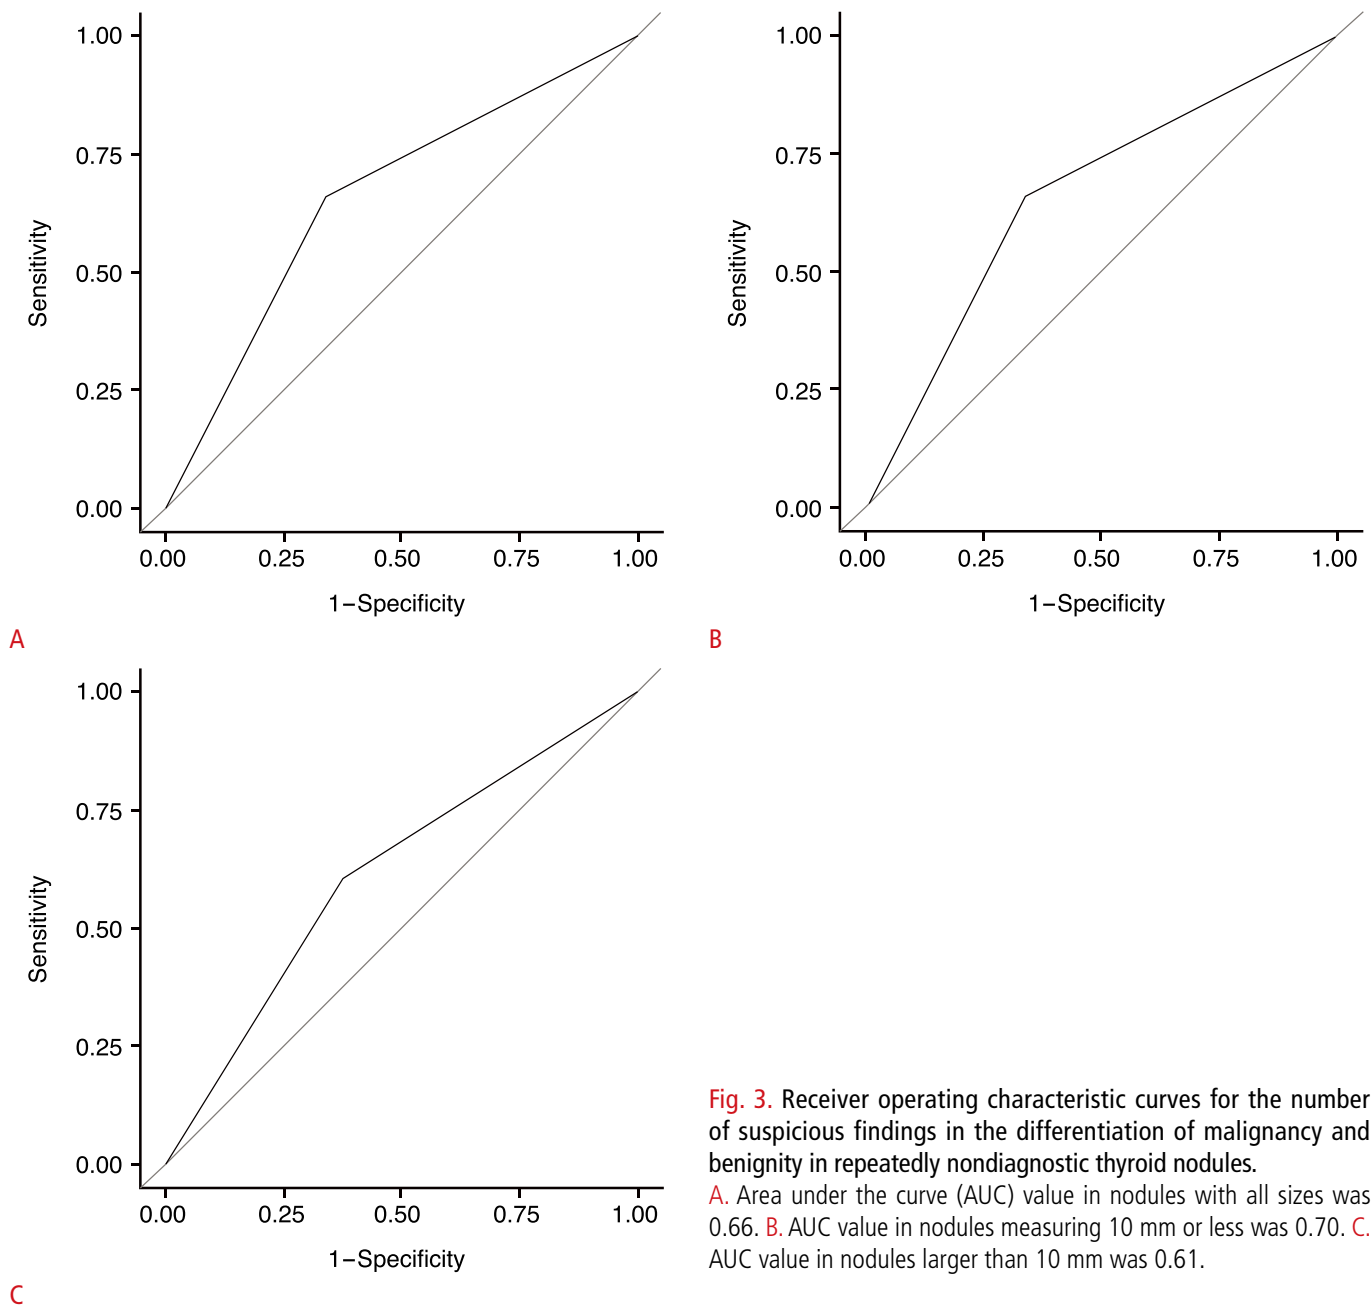 1.00
0.75
0.50
0.25
0.00
Sensitivity
0.00 0.25 0.50 0.75 1.00
1−Specificity
A
1.00
0.75
0.50
0.25
0.00
Sensitivity
0.00 0.25 0.50 0.75 1.00
1−Specificity
B
1.00
0.75
0.50
0.25
0.00
Sensitivity
0.00 0.25 0.50 0.75 1.00
1−Specificity
C
Fig. 3. Receiver operating characteristic curves for the number
of suspicious findings in the differentiation of malignancy and
benignity in repeatedly nondiagnostic thyroid nodules.
A. Area under the curve (AUC) value in nodules with all sizes was
0.66. B. AUC value in nodules measuring 10 mm or less was 0.70. C.
AUC value in nodules larger than 10 mm was 0.61.